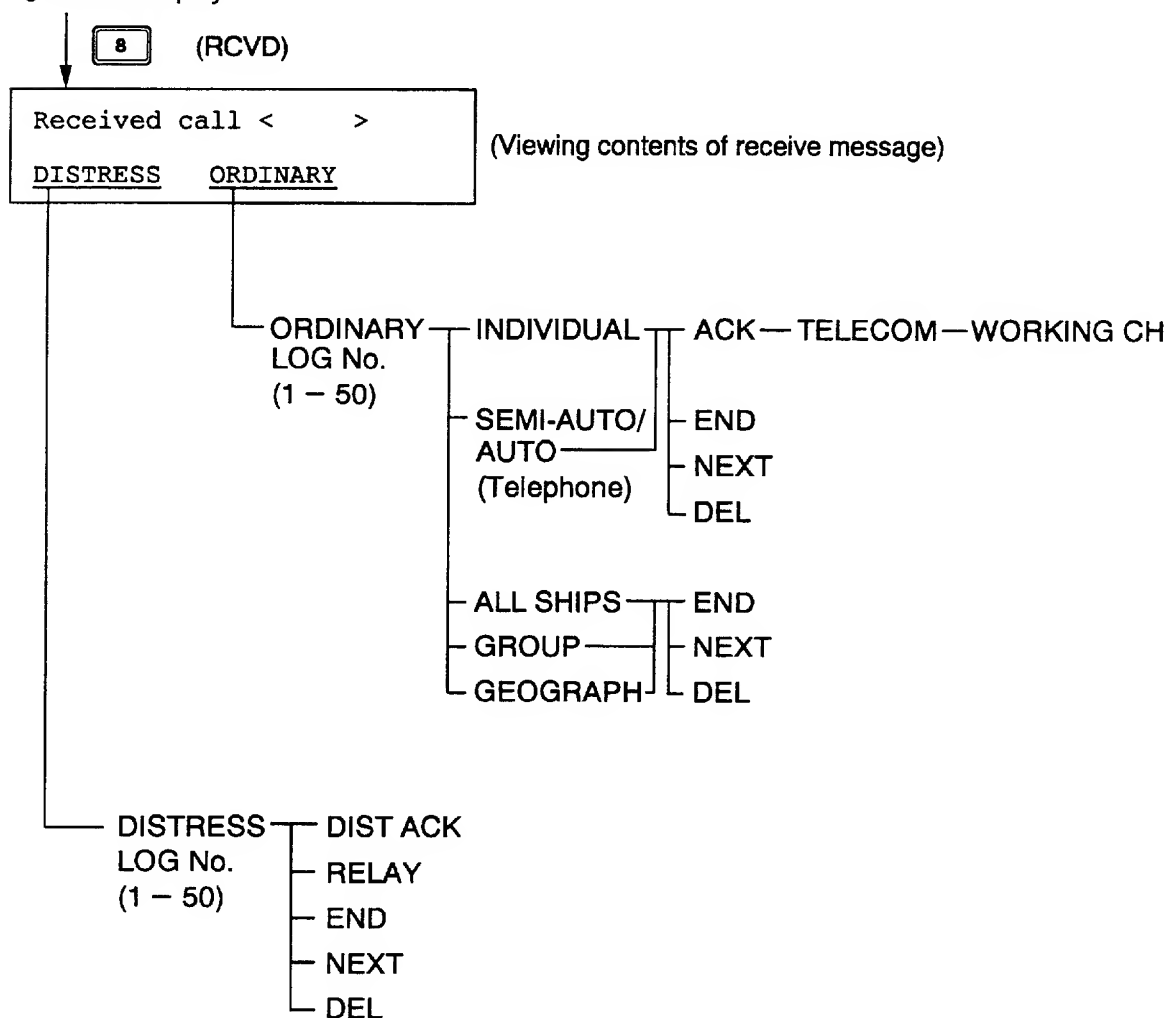 8 (RCVD)
Received call < >
DISTRESS ORDINARY
(Viewing contents of receive message)
ORDINARY INDIVIDUAL ACK TELECOM WORKING CH
LOG No.
(1 – 50)
SEMI-AUTO/ END
AUTO NEXT
(Telephone) DEL
ALL SHIPS END
GROUP NEXT
GEOGRAPH DEL
DISTRESS DIST ACK
LOG No. RELAY
(1 – 50) END
NEXT
DEL